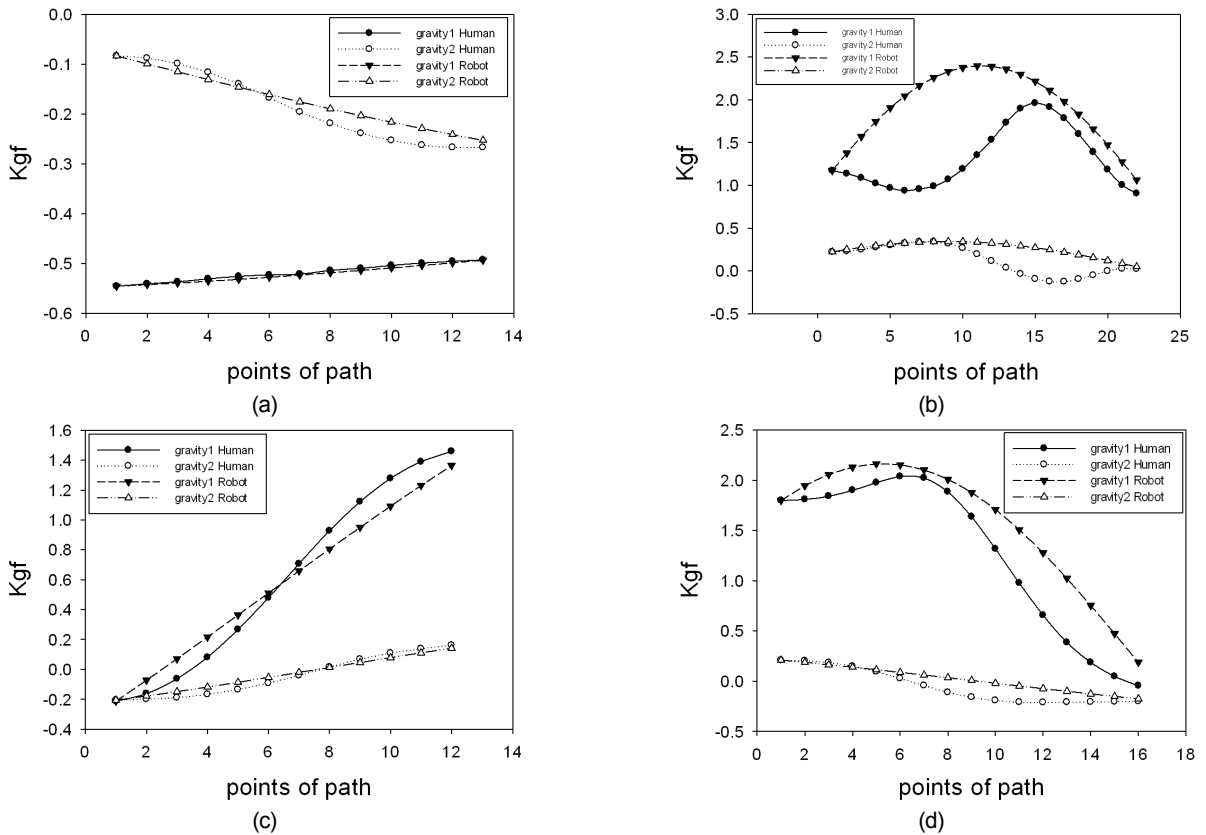 0.0
-0.1
-0.2
-0.3
-0.4
-0.5
-0.6
Kgf
gravity1 Human
gravity2 Human
gravity1 Robot
gravity2 Robot
0 2 4 6 8 10 12 14
points of path
(a)
3.0
2.5
2.0
1.5
1.0
0.5
0.0
-0.5
Kgf
gravity 1 Human
gravity 2 Human
gravity 1 Robot
gravity 2 Robot
0 5 10 15 20 25
points of path
(b)
1.6
1.4
1.2
1.0
0.8
0.6
0.4
0.2
0.0
-0.2
-0.4
Kgf
gravity1 Human
gravity2 Human
gravity1 Robot
gravity2 Robot
0 2 4 6 8 10 12 14
points of path
(c)
2.5
2.0
1.5
1.0
0.5
0.0
-0.5
Kgf
gravity1 Human
gravity2 Human
gravity1 Robot
gravity2 Robot
0 2 4 6 8 10 12 14 16 18
points of path
(d)